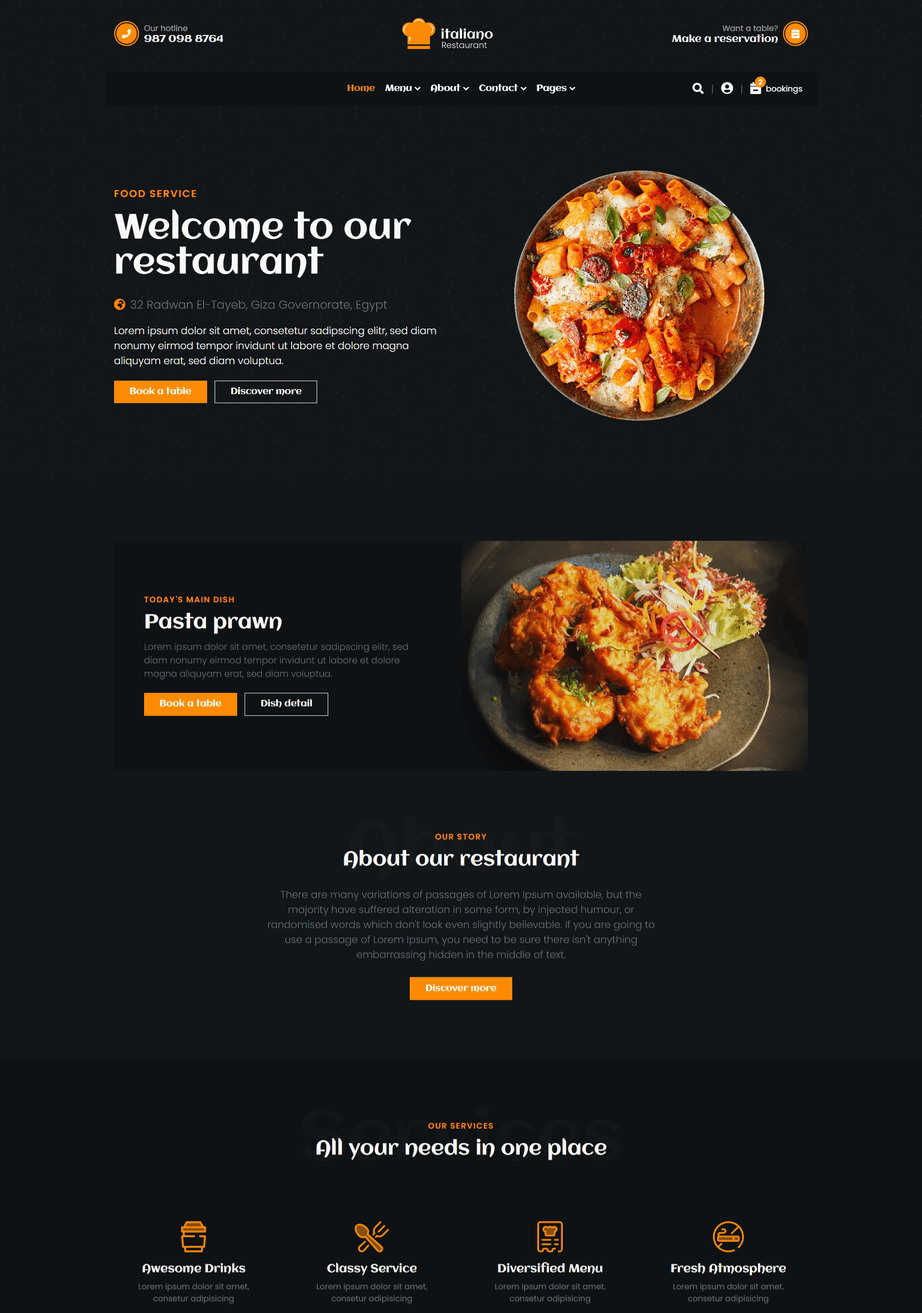 Our hotline
987 098 8764
italiano
Restaurant
Want a table?
Make a reservation
Home Menu About Contact Pages
2
bookings
FOOD SERVICE
Welcome to our
restaurant
32 Radwan El-Tayeb, Giza Governorate, Egypt
Lorem ipsum dolor sit amet, consetetur sadipscing elitr, sed diam
nonumy eirmod tempor invidunt ut labore et dolore magna
aliquyam erat, sed diam voluptua.
Book a table Discover more
TODAY'S MAIN DISH
Pasta prawn
Lorem ipsum dolor sit amet, consetetur sadipscing elitr, sed
diam nonumy eirmod tempor invidunt ut labore et dolore
magna aliquyam erat, sed diam voluptua.
Book a table Dish detail
About
OUR STORY
About our restaurant
There are many variations of passages of Lorem Ipsum available, but the
majority have suffered alteration in some form, by injected humour, or
randomised words which don't look even slightly believable. If you are going to
use a passage of Lorem Ipsum, you need to be sure there isn't anything
embarrassing hidden in the middle of text.
Discover more
Services
OUR SERVICES
All your needs in one place
Awesome Drinks
Lorem ipsum dolor sit amet,
consetur adipisicing
Classy Service
Lorem ipsum dolor sit amet,
consetur adipisicing
Diversified Menu
Lorem ipsum dolor sit amet,
consetur adipisicing
Fresh Atmosphere
Lorem ipsum dolor sit amet,
consetur adipisicing